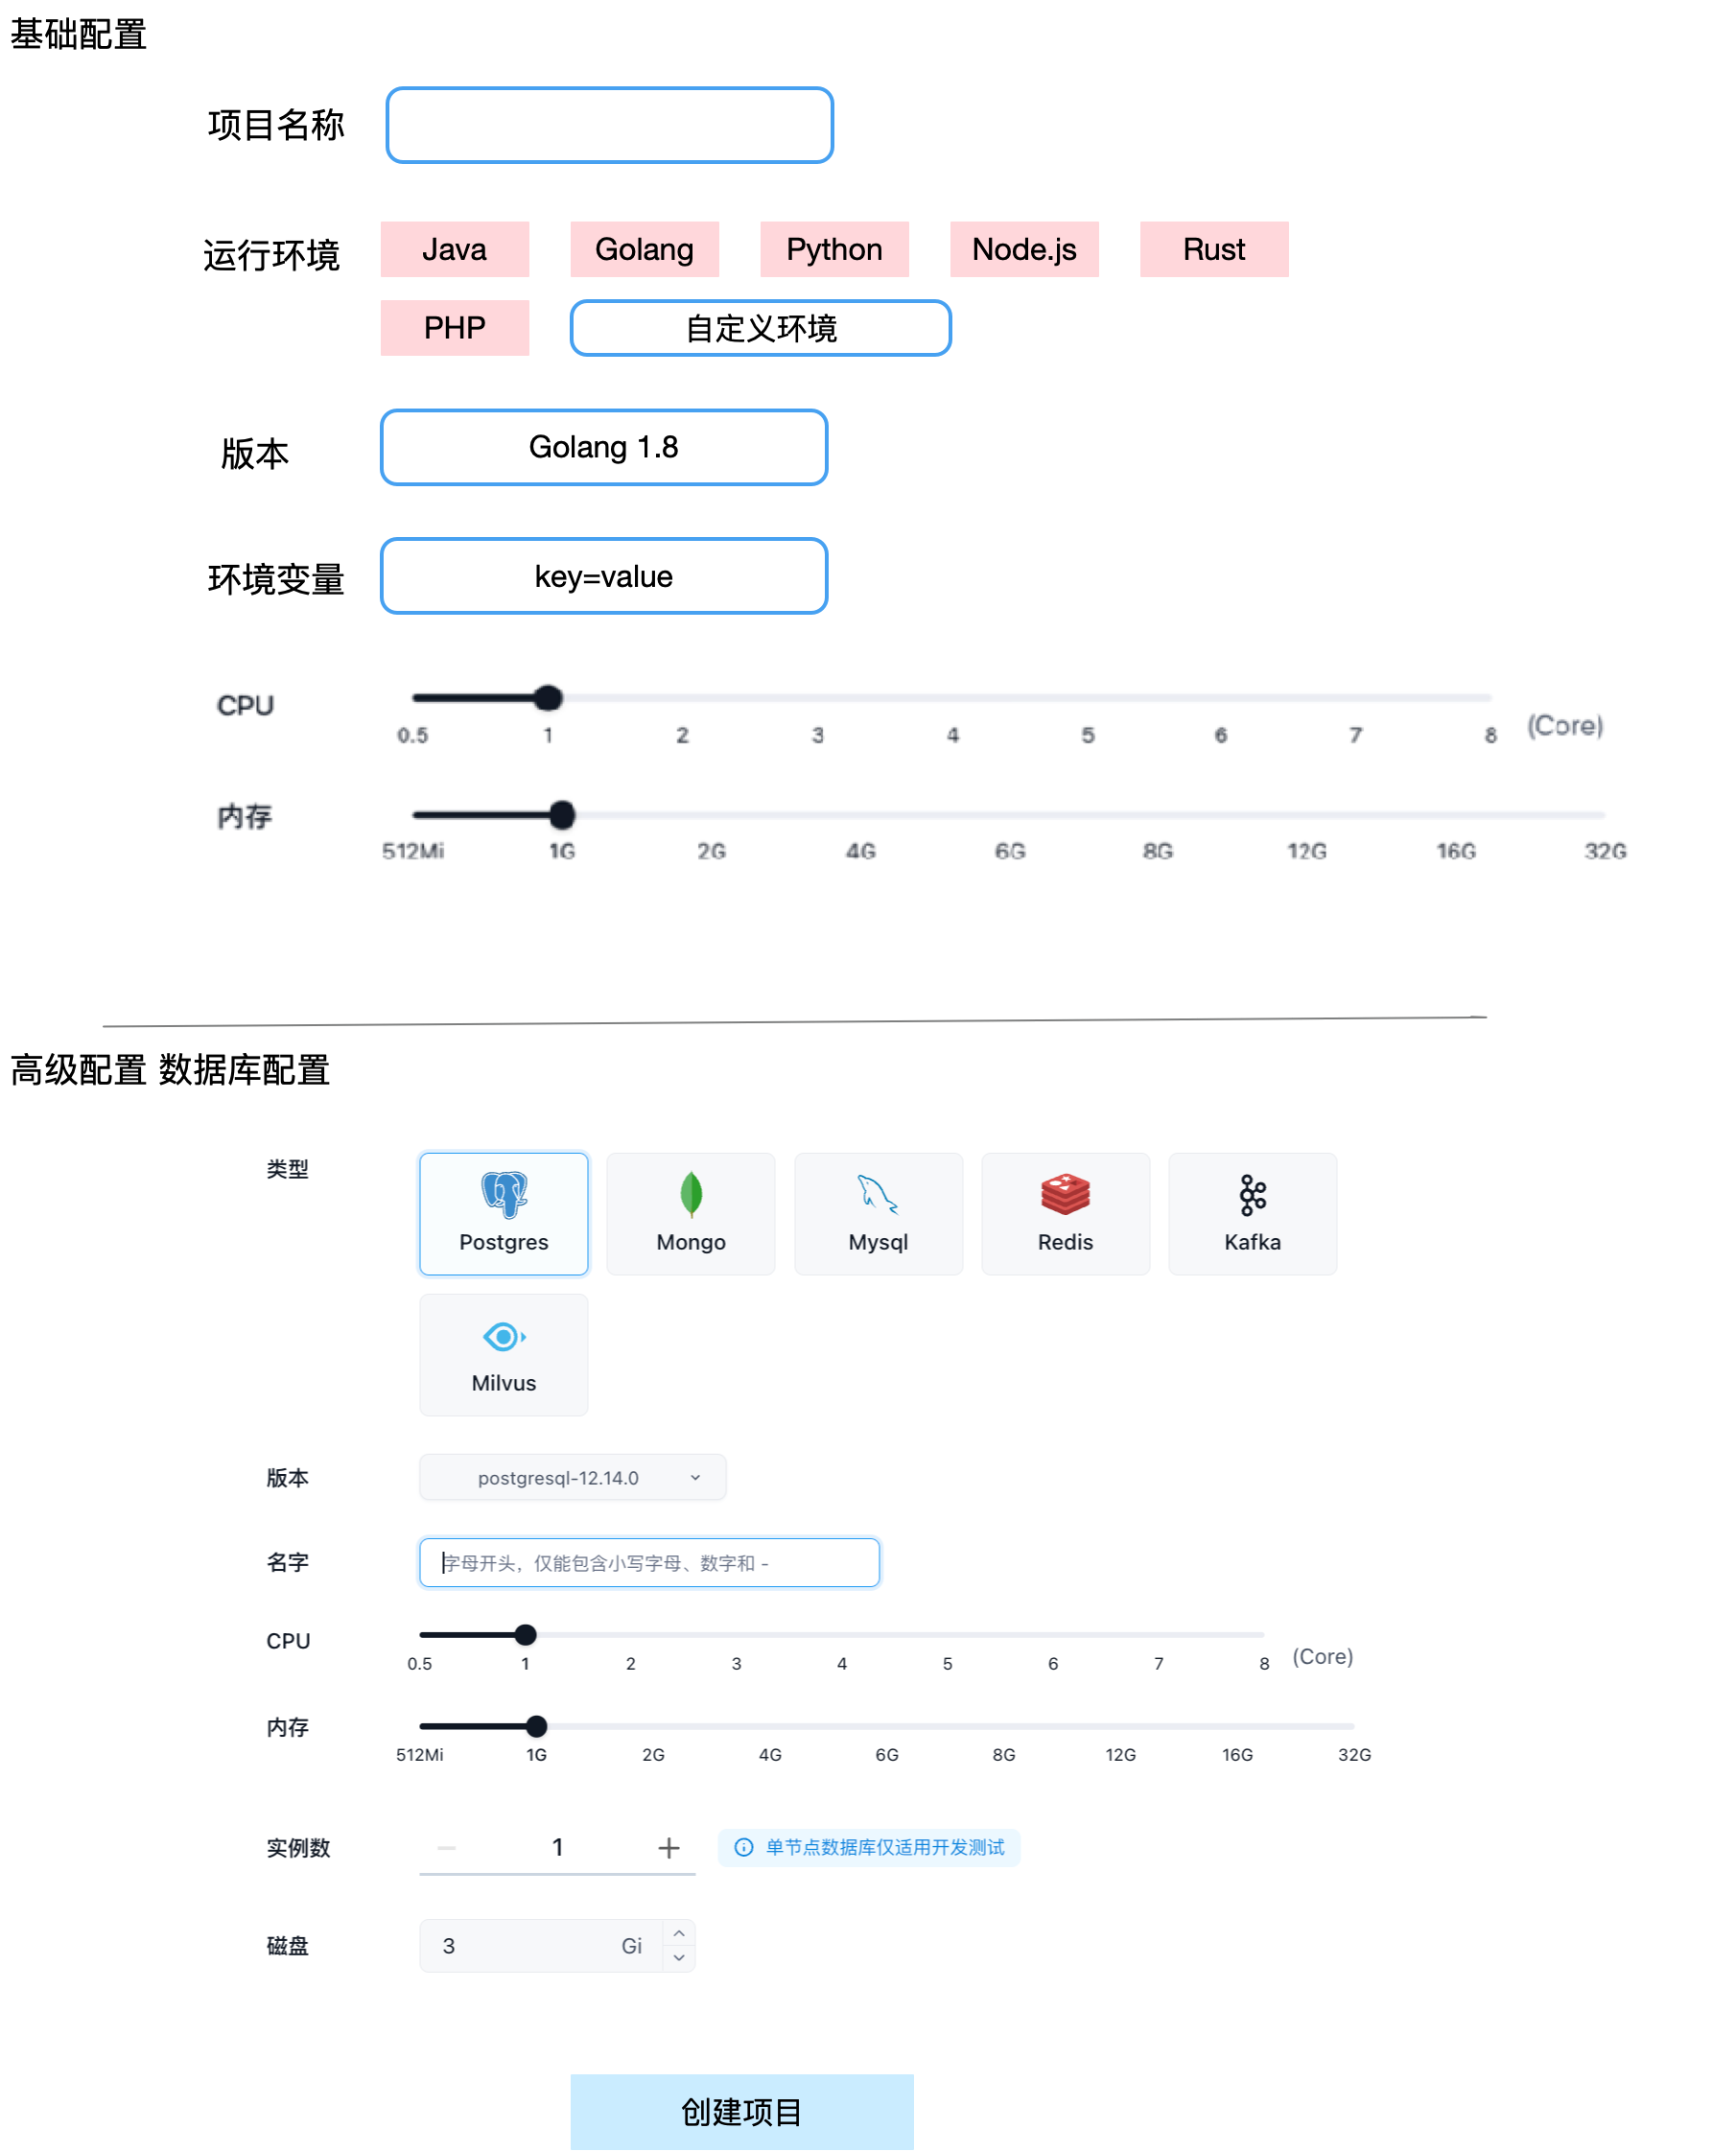 基础配置
项目名称
运行环境 Java Golang Python Node.js Rust
PHP 自定义环境
版本 Golang 1.8
环境变量 key=value
CPU
0.5 1 2 3 4 5 6 7 8 (Core)
内存
512Mi 1G 2G 4G 6G 8G 12G 16G 32G
高级配置 数据库配置
类型
Postgres Mongo Mysql Redis Kafka
Milvus
版本 postgresql-12.14.0
名字 字母开头，仅能包含小写字母、数字和 -
CPU
0.5 1 2 3 4 5 6 7 8 (Core)
内存
512Mi 1G 2G 4G 6G 8G 12G 16G 32G
实例数 1 单节点数据库仅适用开发测试
磁盘 3 Gi
创建项目